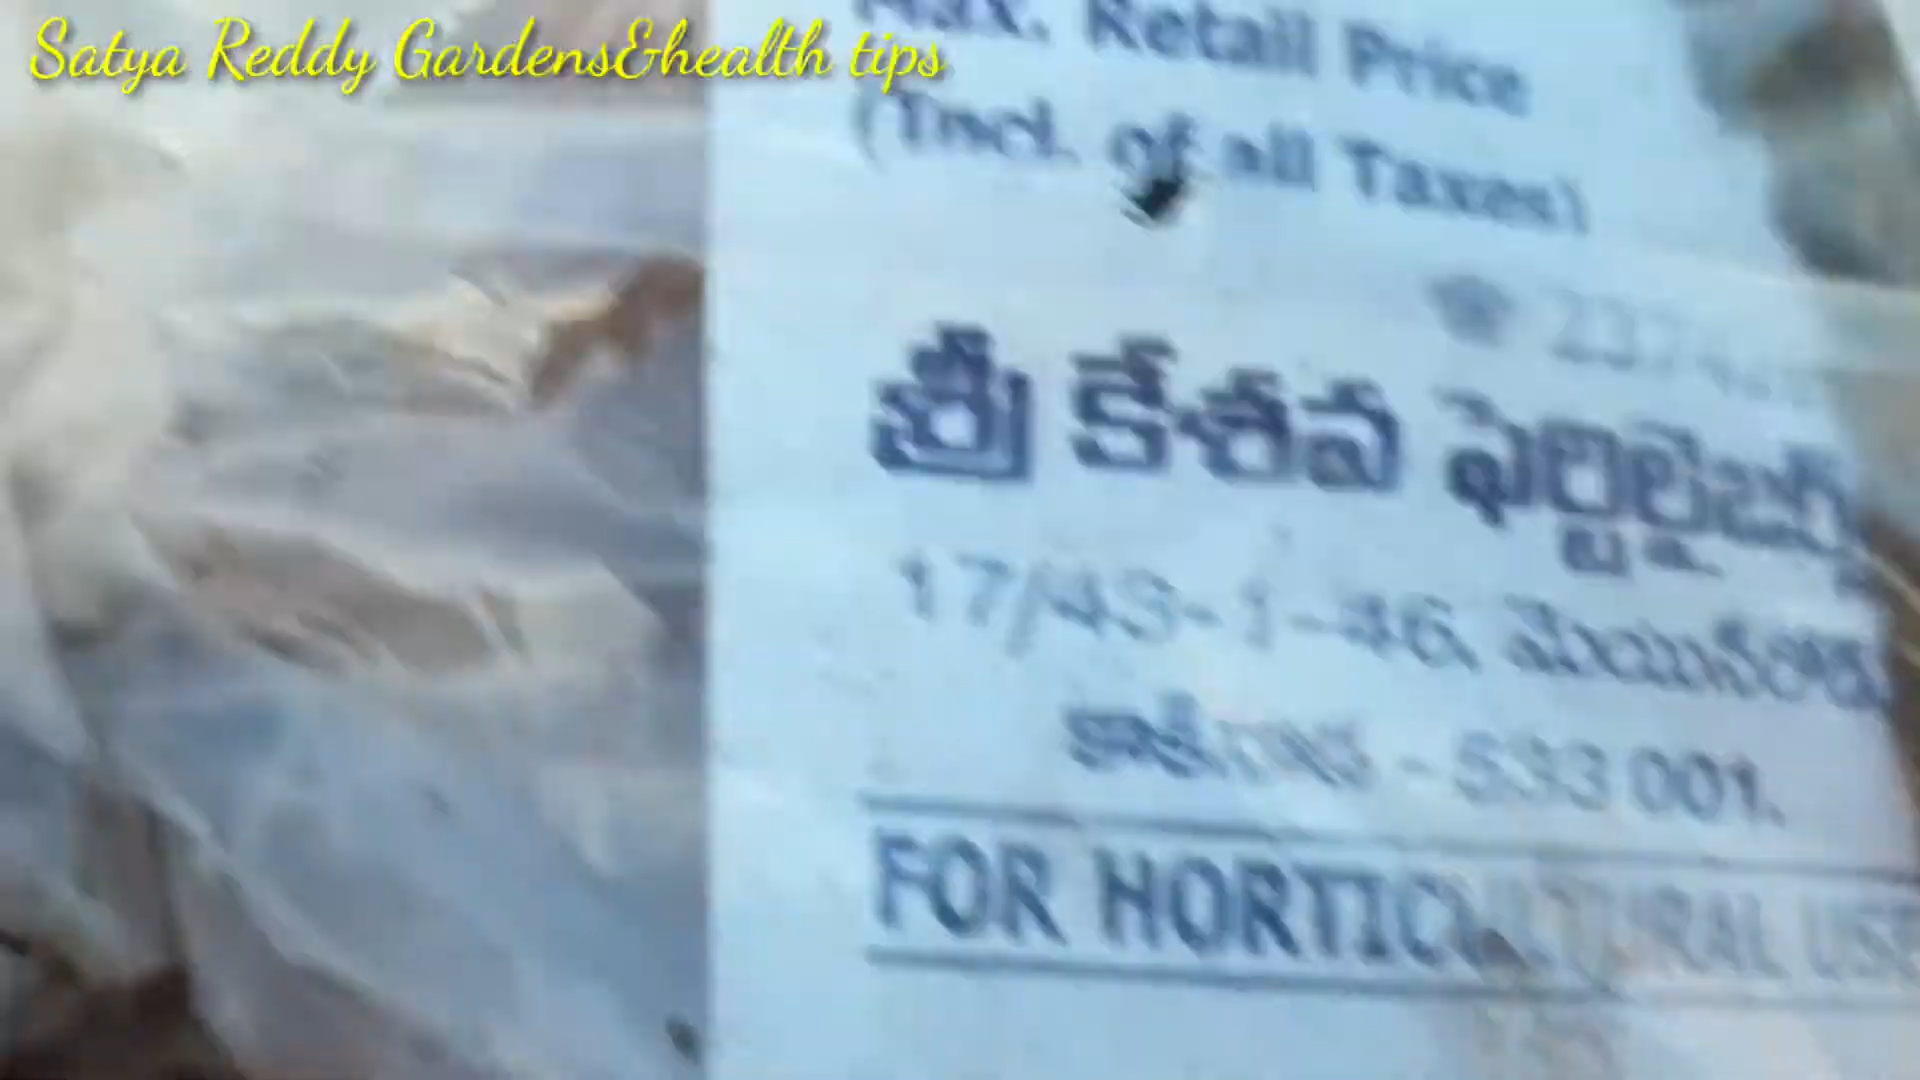 Satya Reddy Gardens&health tips
Max. Retail Price
(Incl. of all Taxes)
శ్రీ కేశవ ఫెర్టిలైజర్స్
17/43-1-46, మెయిన్‌రోడ్
కాకినాడ - 533 001.
FOR HORTICULTURAL USE